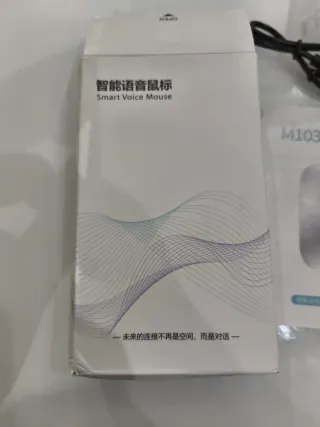 OPEN
智能语音鼠标
Smart Voice Mouse
M103
— 未来的连接不再是空间，而是对话 —